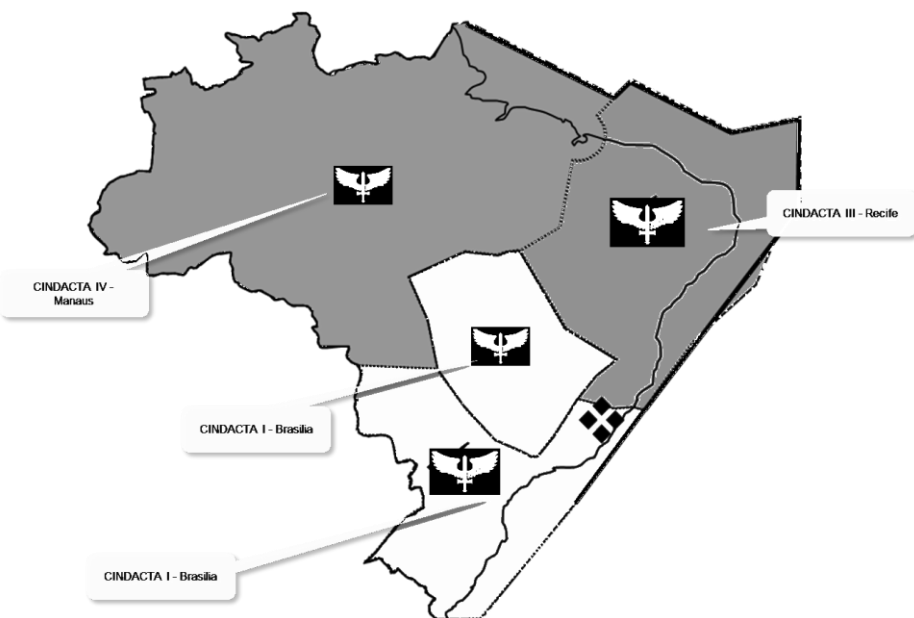 CINDACTA III - Recife
CINDACTA IV -
Manaus
CINDACTA I - Brasilia
CINDACTA I - Brasilia